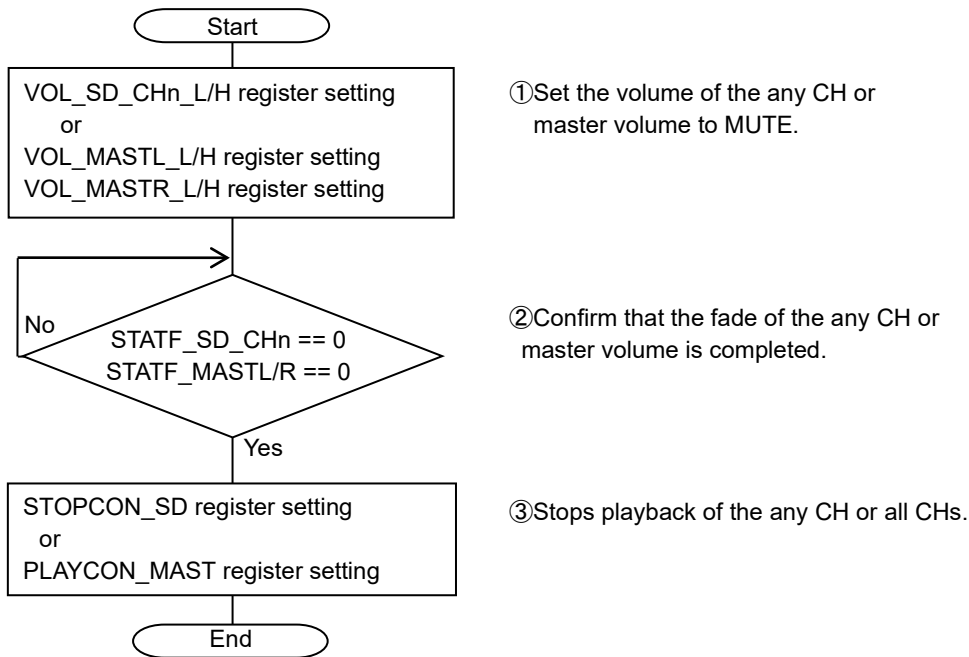 Start
VOL_SD_CHn_L/H register setting
or
VOL_MASTL_L/H register setting
VOL_MASTR_L/H register setting
①Set the volume of the any CH or
master volume to MUTE.
No
STATF_SD_CHn == 0
STATF_MASTL/R == 0
Yes
②Confirm that the fade of the any CH or
master volume is completed.
STOPCON_SD register setting
or
PLAYCON_MAST register setting
③Stops playback of the any CH or all CHs.
End